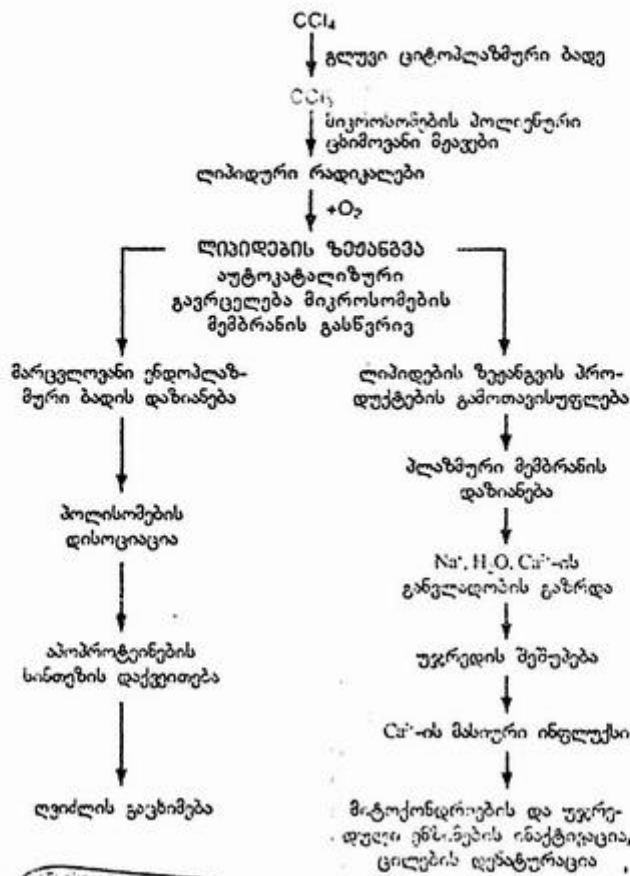 CCl₄
გლუვი ციტოპლაზმური ბადე
CCl₃
მიკროსომების პოლიენური
ცხიმოვანი მჟავები
ლიპიდური რადიკალები
+O₂
ლიპიდების ზეჟანგვა
აუტოკატალიზური
გავრცელება მიკროსომების
მემბრანის გასწვრივ
მარცვლოვანი ენდოპლაზ-
მური ბადის დაზიანება
პოლისომების
დისოციაცია
აპოპროტეინების
სინთეზის დაქვეითება
ღვიძლის გაცხიმება
ლიპიდების ზეჟანგვის პრო-
დუქტების გამოთავისუფლება
პლაზმური მემბრანის
დაზიანება
Na⁺, H₂O, Ca²⁺-ის
განვლადობის გაზრდა
უჯრედის შეშუპება
Ca²⁺-ის მასიური ინფლუქსი
მიტოქონდრიების და უჯრე-
დული ენზიმების ინაქტივაცია,
ცილების დენატურაცია